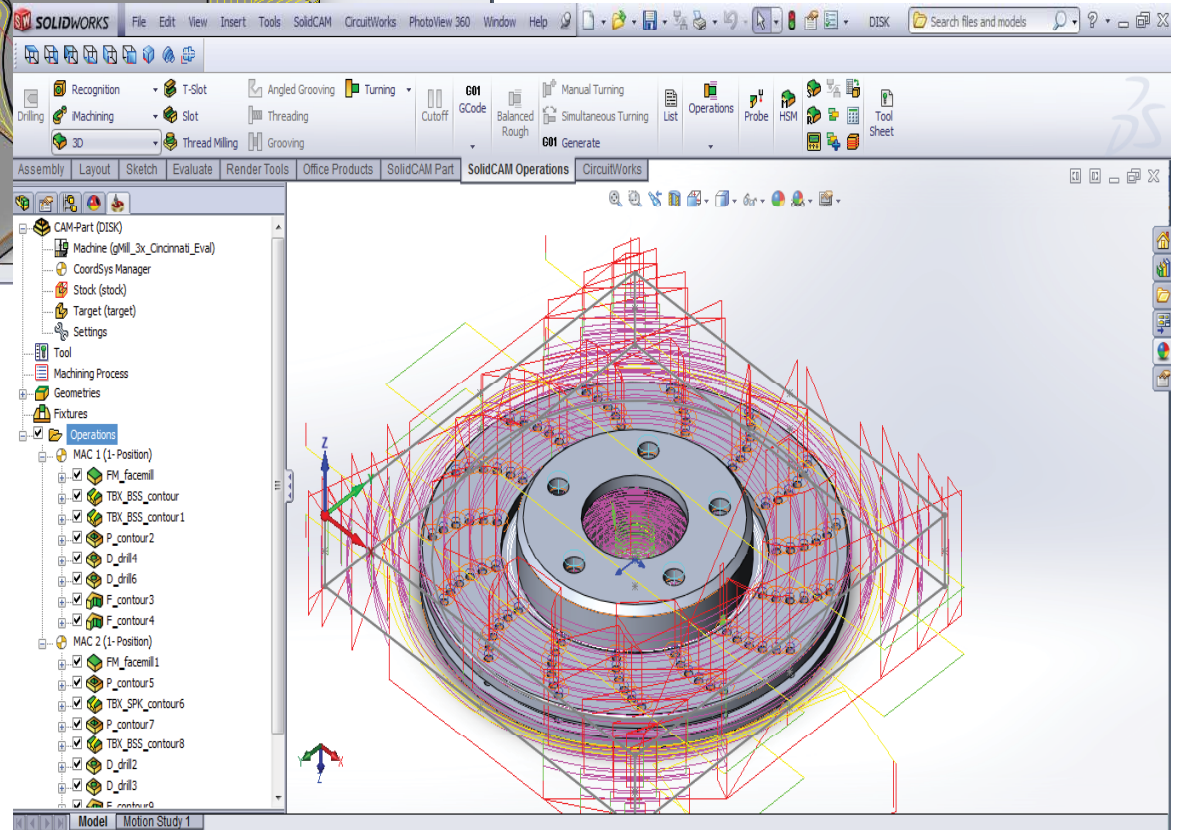 SOLIDWORKS File Edit View Insert Tools SolidCAM CircuitWorks PhotoView 360 Window Help DISK Search files and models ?
Recognition T-Slot Angled Grooving Turning G01 Manual Turning
Drilling iMachining Slot Threading Cutoff GCode Balanced Rough Simultaneous Turning List Operations Probe HSM Tool Sheet
3D Thread Milling Grooving G01 Generate
Assembly Layout Sketch Evaluate Render Tools Office Products SolidCAM Part SolidCAM Operations CircuitWorks
CAM-Part (DISK)
Machine (gMill_3x_Cincinnati_Eval)
CoordSys Manager
Stock (stock)
Target (target)
Settings
Tool
Machining Process
Geometries
Fixtures
Operations
MAC 1 (1- Position)
FM_facemill
TBX_BSS_contour
TBX_BSS_contour1
P_contour2
D_drill4
D_drill6
F_contour3
F_contour4
MAC 2 (1- Position)
FM_facemill1
P_contour5
TBX_SPK_contour6
P_contour7
TBX_BSS_contour8
D_drill2
D_drill3
F_contour9
Z
X
Y
X
Z
Model Motion Study 1